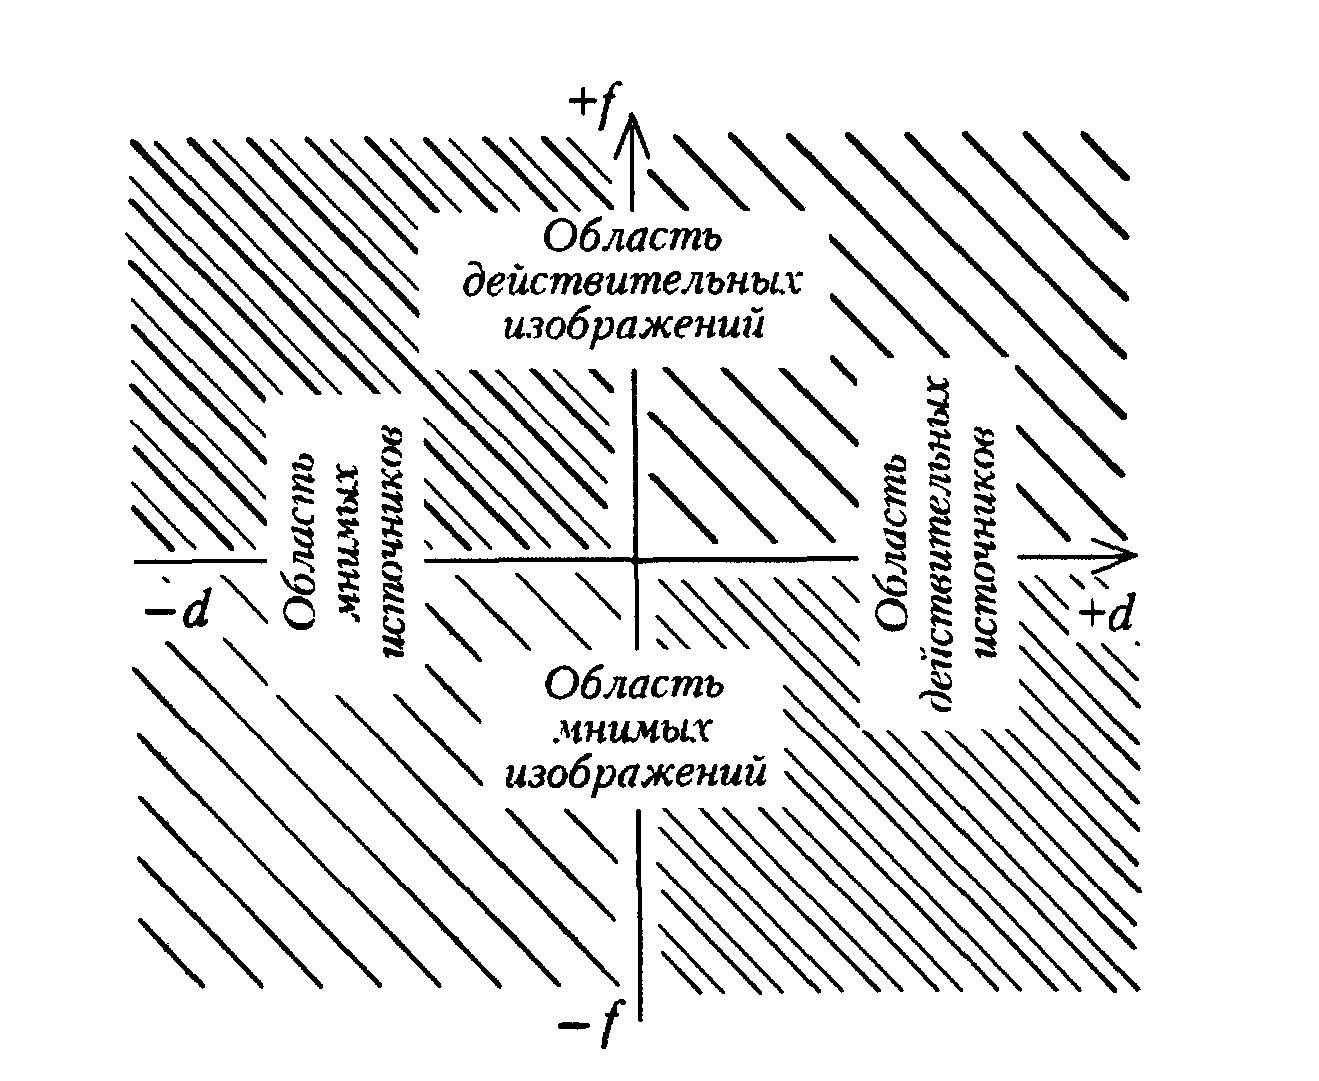 +f
Область
действительных
изображений
Область
мнимых
источников
Область
действительных
источников
−d
+d
Область
мнимых
изображений
−f